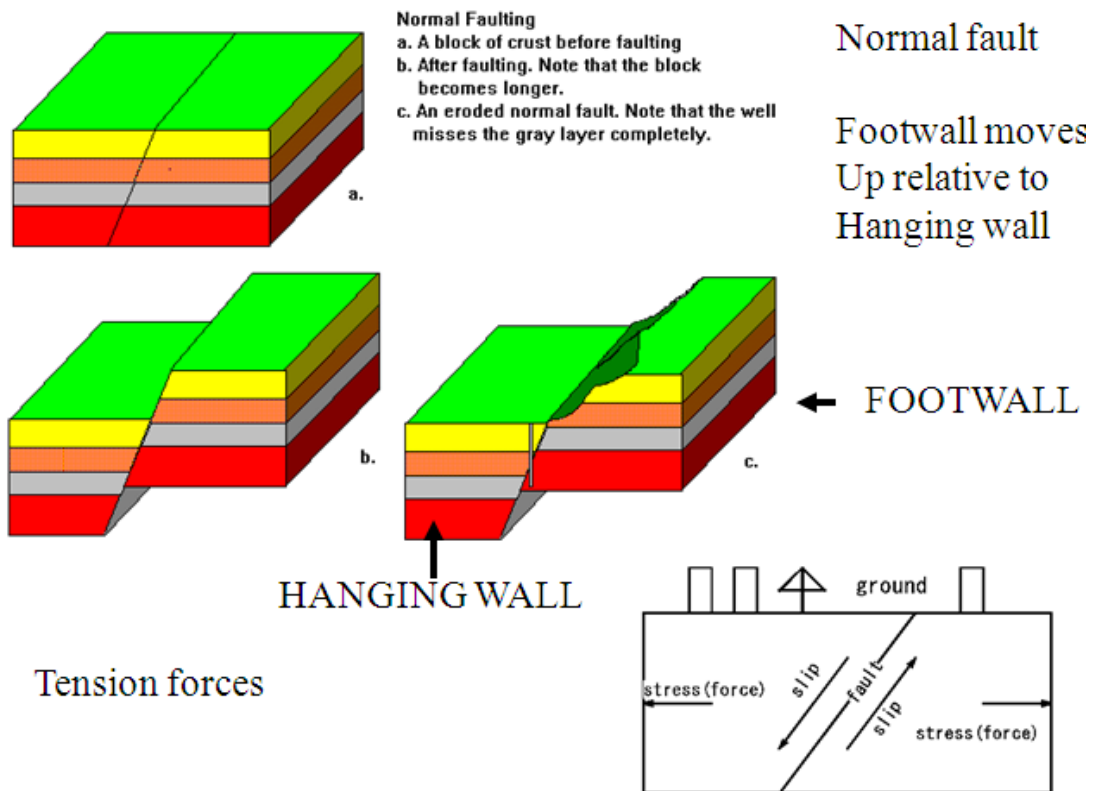 Normal Faulting
a. A block of crust before faulting
b. After faulting. Note that the block
becomes longer.
c. An eroded normal fault. Note that the well
misses the gray layer completely.
Normal fault
Footwall moves
Up relative to
Hanging wall
a.
b.
c.
FOOTWALL
HANGING WALL
Tension forces
ground
stress(force)
slip
fault
slip
stress(force)